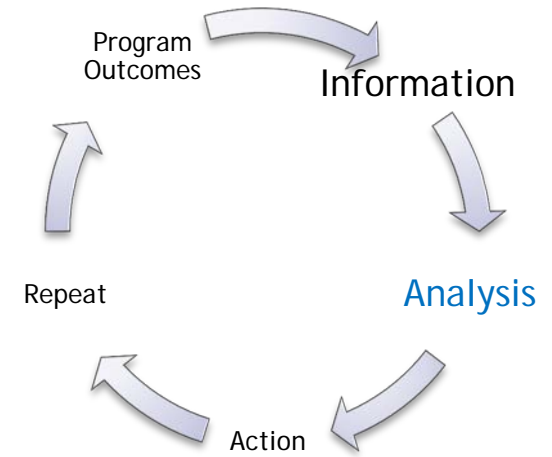 Program
Outcomes
Information
Analysis
Action
Repeat